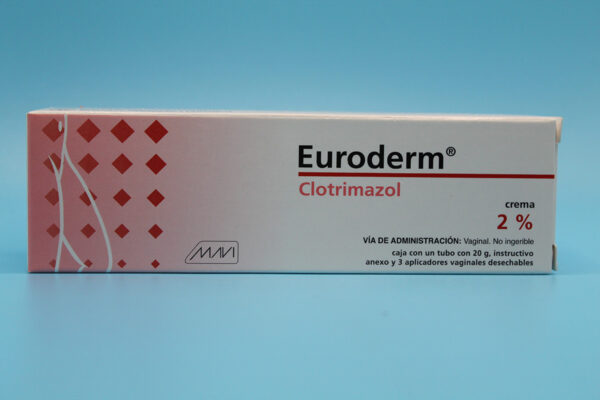 Euroderm®
Clotrimazol
crema
2 %
VÍA DE ADMINISTRACIÓN: Vaginal. No ingerible
caja con un tubo con 20 g, instructivo
anexo y 3 aplicadores vaginales desechables
MAVI